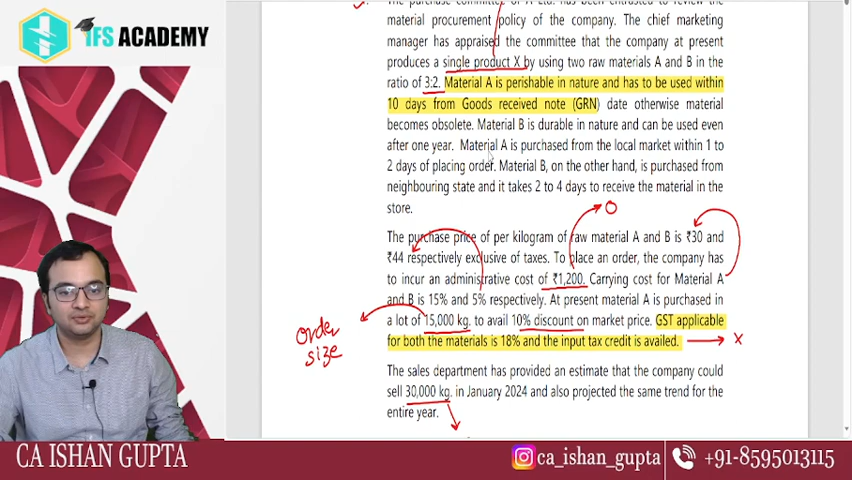 IFS ACADEMY
The purchase committee of A Ltd. has been entrusted to review the
material procurement policy of the company. The chief marketing
manager has appraised the committee that the company at present
produces a single product X by using two raw materials A and B in the
ratio of 3:2. Material A is perishable in nature and has to be used within
10 days from Goods received note (GRN) date otherwise material
becomes obsolete. Material B is durable in nature and can be used even
after one year. Material A is purchased from the local market within 1 to
2 days of placing order. Material B, on the other hand, is purchased from
neighbouring state and it takes 2 to 4 days to receive the material in the
store.
O
The purchase price of per kilogram of raw material A and B is ₹30 and
₹44 respectively exclusive of taxes. To place an order, the company has
to incur an administrative cost of ₹1,200. Carrying cost for Material A
and B is 15% and 5% respectively. At present material A is purchased in
a lot of 15,000 kg. to avail 10% discount on market price. GST applicable
for both the materials is 18% and the input tax credit is availed.
x
order
size
The sales department has provided an estimate that the company could
sell 30,000 kg. in January 2024 and also projected the same trend for the
entire year.
CA ISHAN GUPTA
ca_ishan_gupta
+91-8595013115